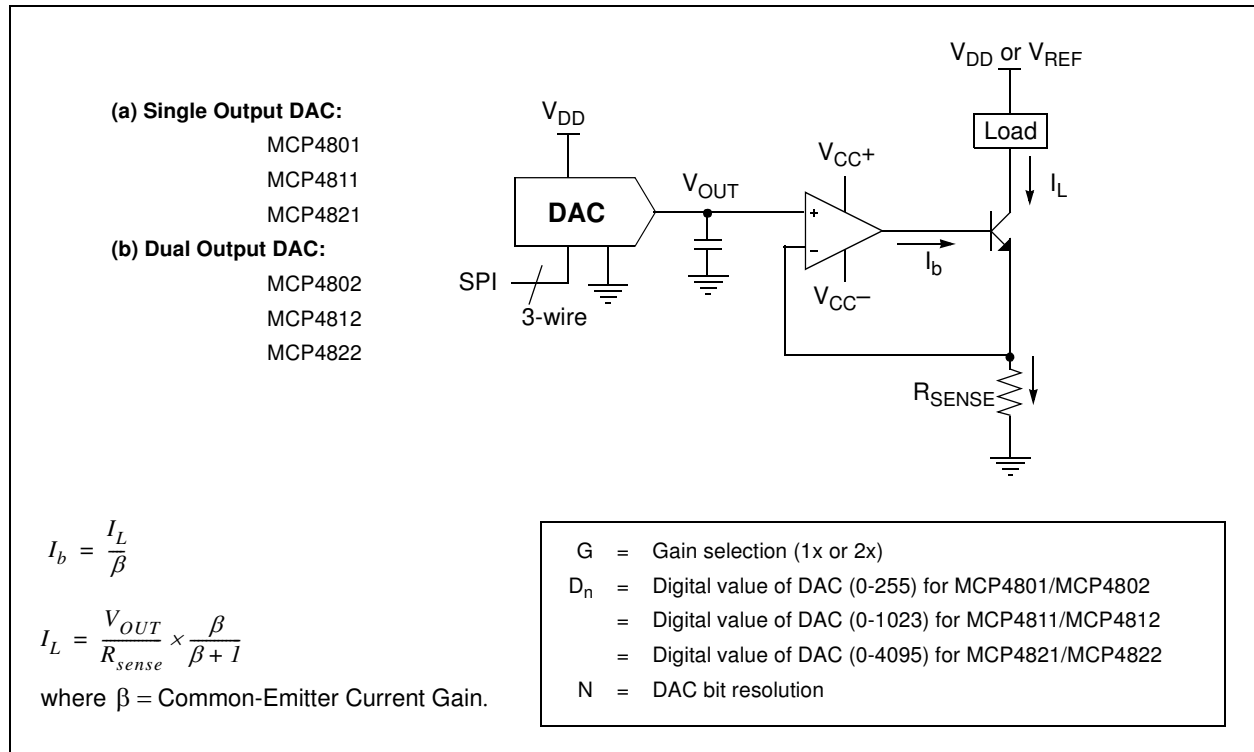 (a) Single Output DAC:
MCP4801
MCP4811
MCP4821
(b) Dual Output DAC:
MCP4802
MCP4812
MCP4822
V_DD
DAC
SPI
3-wire
V_OUT
V_CC+
+
–
V_CC–
I_b
V_DD or V_REF
Load
I_L
R_SENSE
I_b = I_L / β
I_L = V_OUT / R_sense × β / (β + 1)
where β = Common-Emitter Current Gain.
G = Gain selection (1x or 2x)
D_n = Digital value of DAC (0-255) for MCP4801/MCP4802
= Digital value of DAC (0-1023) for MCP4811/MCP4812
= Digital value of DAC (0-4095) for MCP4821/MCP4822
N = DAC bit resolution